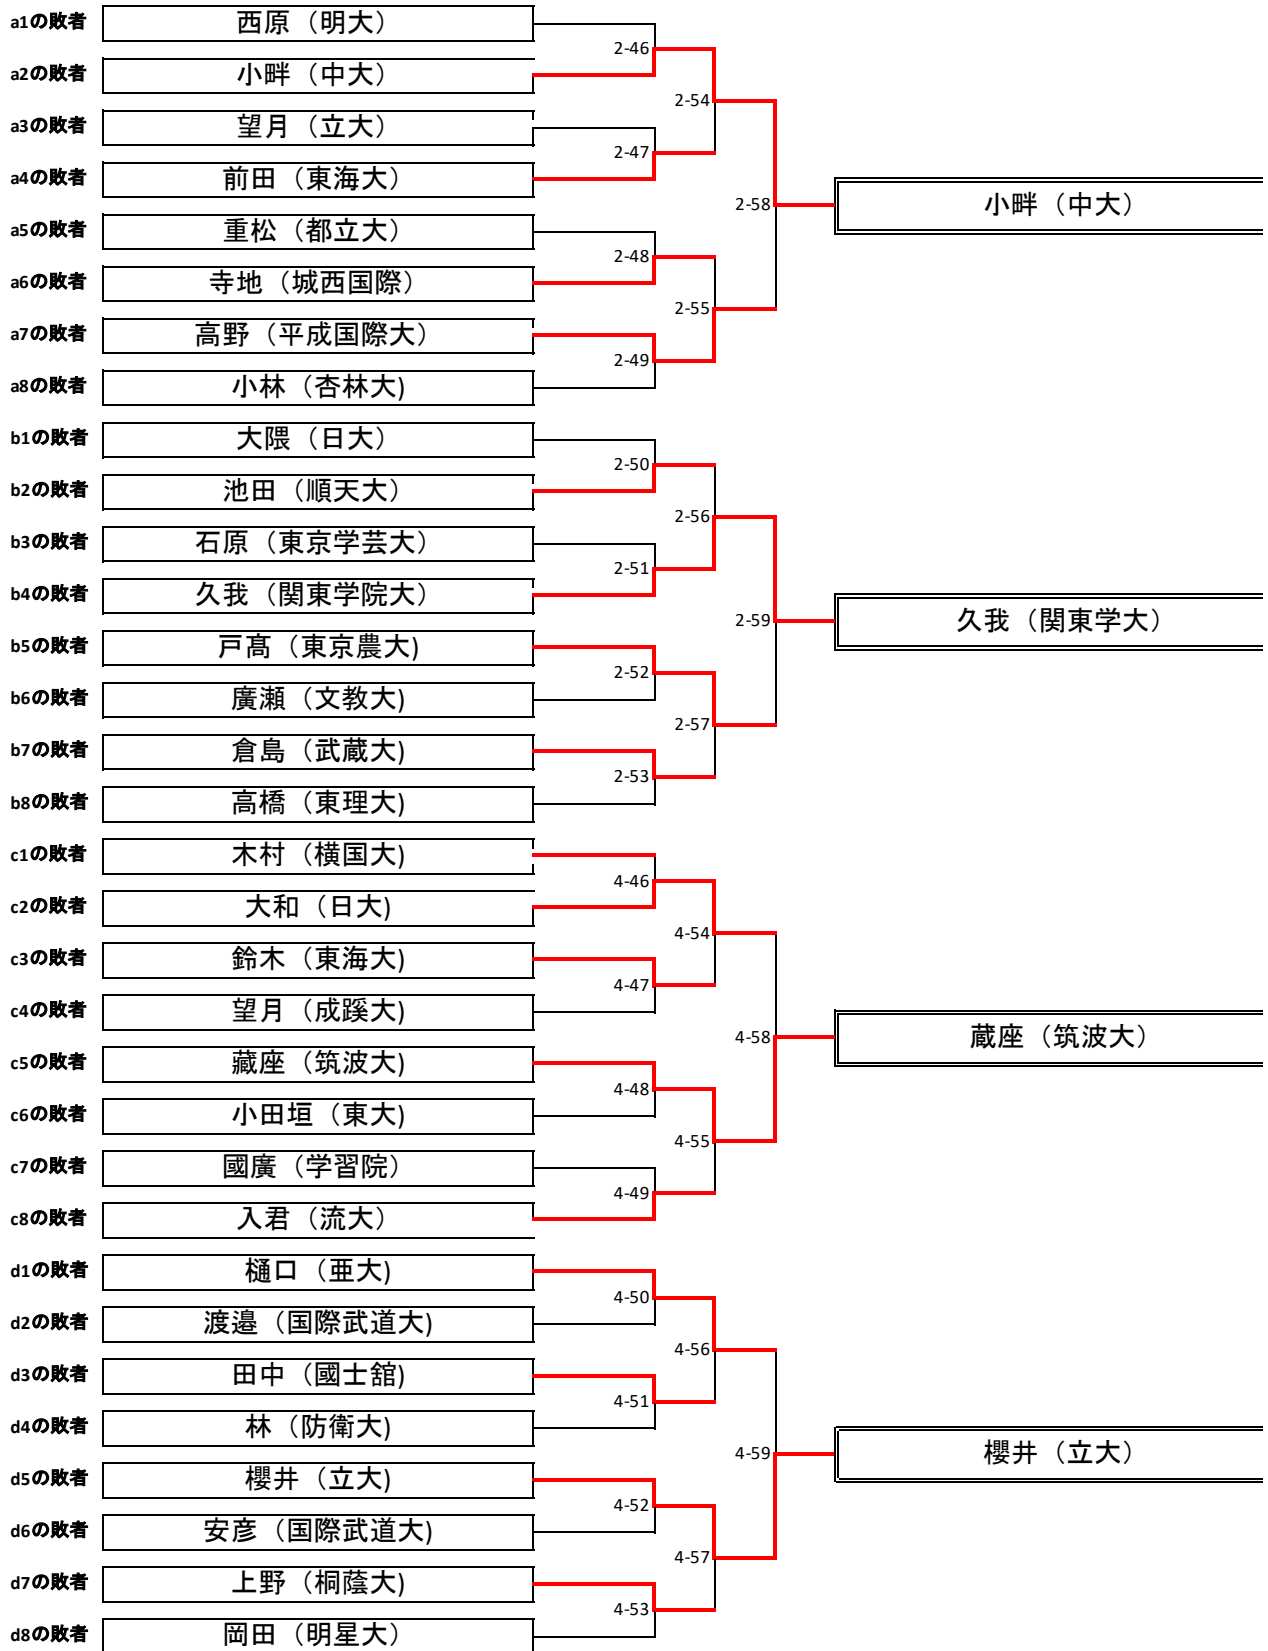 a1の敗者 西原（明大）
2-46
a2の敗者 小畔（中大）
2-54
a3の敗者 望月（立大）
2-47
a4の敗者 前田（東海大）
2-58 小畔（中大）
a5の敗者 重松（都立大）
2-48
a6の敗者 寺地（城西国際）
2-55
a7の敗者 高野（平成国際大）
2-49
a8の敗者 小林（杏林大)
b1の敗者 大隈（日大）
2-50
b2の敗者 池田（順天大）
2-56
b3の敗者 石原（東京学芸大）
2-51
b4の敗者 久我（関東学院大）
2-59 久我（関東学大）
b5の敗者 戸髙（東京農大)
2-52
b6の敗者 廣瀬（文教大)
2-57
b7の敗者 倉島（武蔵大)
2-53
b8の敗者 高橋（東理大)
c1の敗者 木村（横国大)
4-46
c2の敗者 大和（日大)
4-54
c3の敗者 鈴木（東海大)
4-47
c4の敗者 望月（成蹊大)
4-58 蔵座（筑波大）
c5の敗者 藏座（筑波大)
4-48
c6の敗者 小田垣（東大)
4-55
c7の敗者 國廣（学習院）
4-49
c8の敗者 入君（流大）
d1の敗者 樋口（亜大)
4-50
d2の敗者 渡邉（国際武道大)
4-56
d3の敗者 田中（國士舘)
4-51
d4の敗者 林（防衛大）
4-59 櫻井（立大）
d5の敗者 櫻井（立大）
4-52
d6の敗者 安彦（国際武道大）
4-57
d7の敗者 上野（桐蔭大)
4-53
d8の敗者 岡田（明星大）